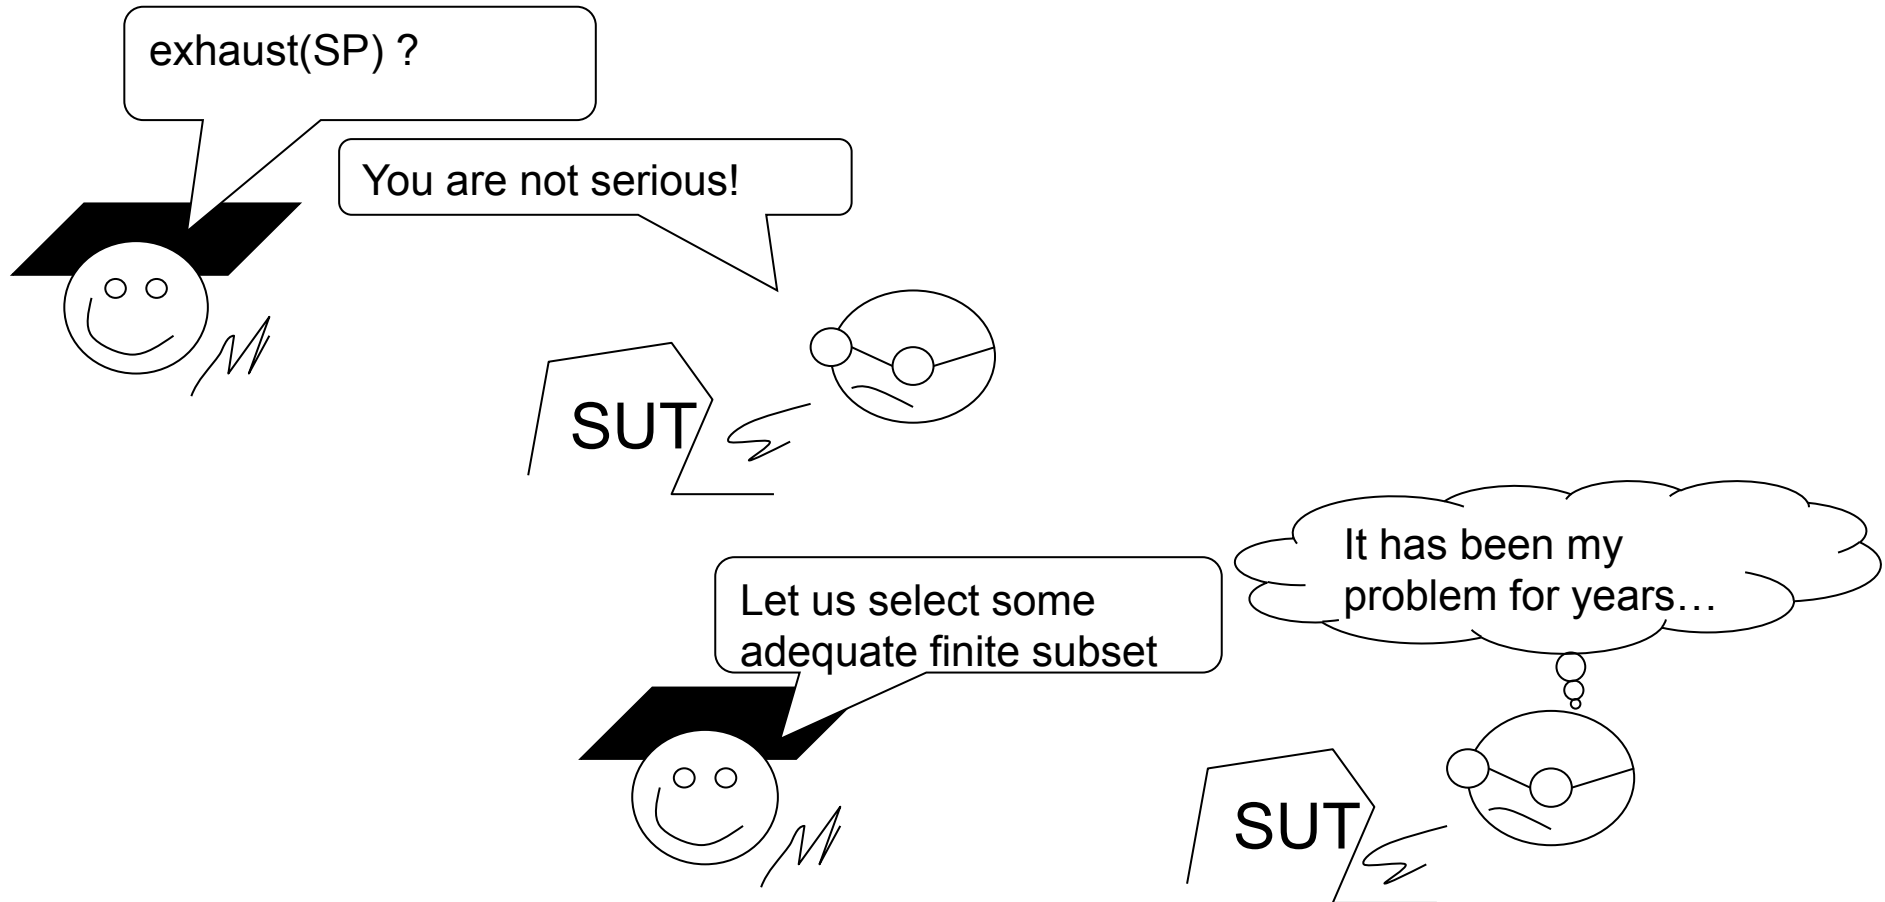 exhaust(SP) ?
You are not serious!
SUT
It has been my
problem for years…
Let us select some
adequate finite subset
SUT